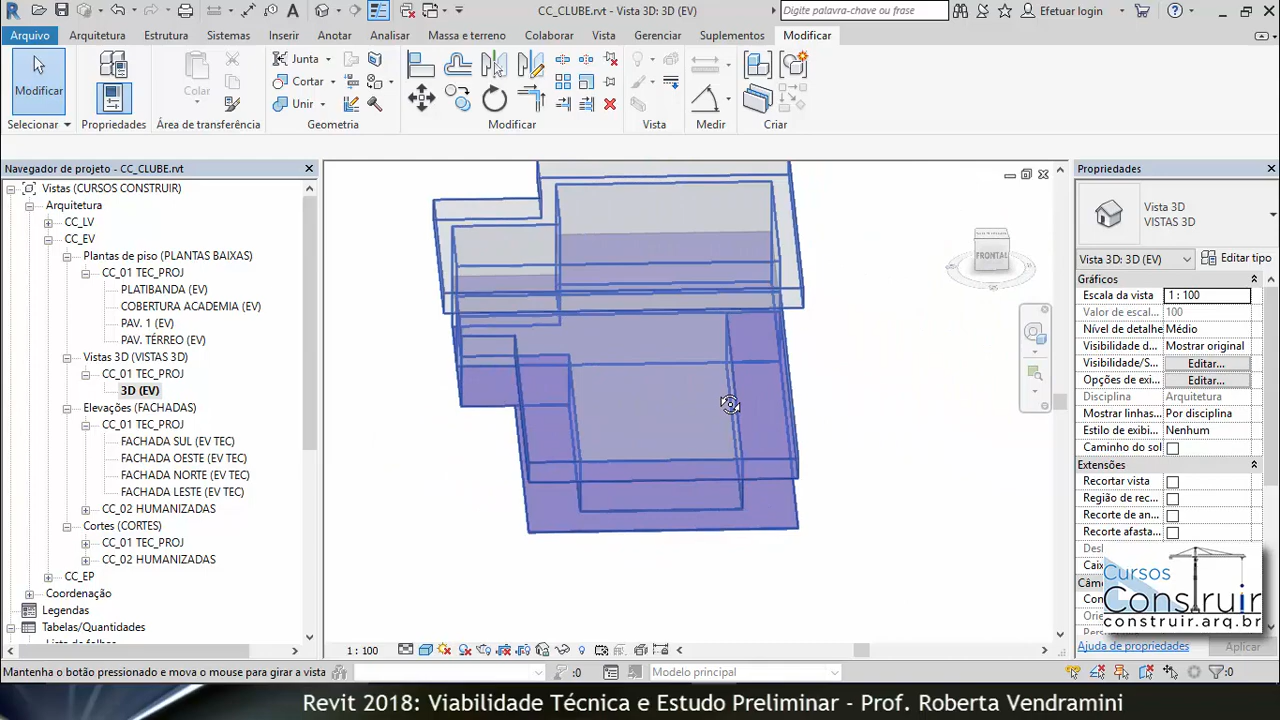 CC_CLUBE.rvt - Vista 3D: 3D (EV)
Digite palavra-chave ou frase
Efetuar login
Arquivo Arquitetura Estrutura Sistemas Inserir Anotar Analisar Massa e terreno Colaborar Vista Gerenciar Suplementos Modificar
Modificar
Colar
Junta
Cortar
Unir
Selecionar Propriedades Área de transferência Geometria Modificar Vista Medir Criar
Navegador de projeto - CC_CLUBE.rvt
Vistas (CURSOS CONSTRUIR)
Arquitetura
CC_LV
CC_EV
Plantas de piso (PLANTAS BAIXAS)
CC_01 TEC_PROJ
PLATIBANDA (EV)
COBERTURA ACADEMIA (EV)
PAV. 1 (EV)
PAV. TÉRREO (EV)
Vistas 3D (VISTAS 3D)
CC_01 TEC_PROJ
3D (EV)
Elevações (FACHADAS)
CC_01 TEC_PROJ
FACHADA SUL (EV TEC)
FACHADA OESTE (EV TEC)
FACHADA NORTE (EV TEC)
FACHADA LESTE (EV TEC)
CC_02 HUMANIZADAS
Cortes (CORTES)
CC_01 TEC_PROJ
CC_02 HUMANIZADAS
CC_EP
Coordenação
Legendas
Tabelas/Quantidades
FRONTAL
Propriedades
Vista 3D
VISTAS 3D
Vista 3D: 3D (EV) Editar tipo
Gráficos
Escala da vista 1 : 100
Valor de escal... 100
Nível de detalhe Médio
Visibilidade d... Mostrar original
Visibilidade/S... Editar...
Opções de exi... Editar...
Disciplina Arquitetura
Mostrar linhas... Por disciplina
Estilo de exibi... Nenhum
Caminho do sol
Extensões
Recortar vista
Região de rec...
Recorte de an...
Recorte afasta...
Cursos
Construir
construir.arq.br
Ajuda de propriedades Aplicar
1 : 100
Mantenha o botão pressionado e mova o mouse para girar a vista
:0
Modelo principal
:0
Revit 2018: Viabilidade Técnica e Estudo Preliminar - Prof. Roberta Vendramini